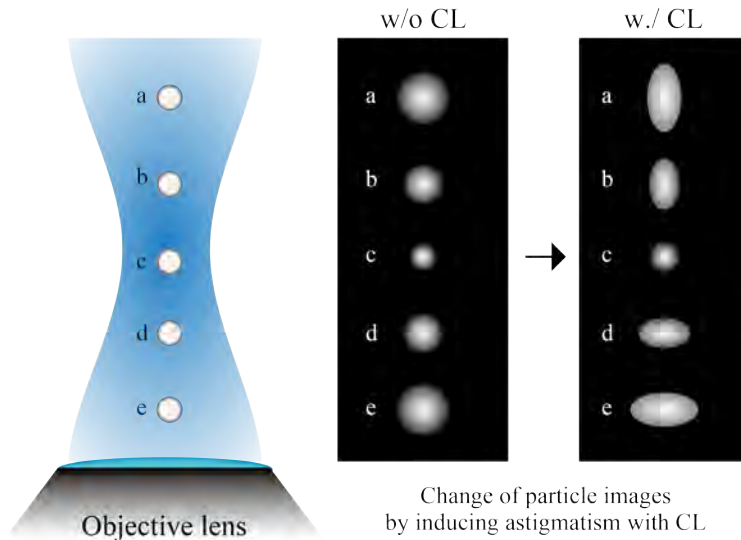 w/o CL
w./ CL
a
b
c
d
e
a
b
c
d
e
a
b
c
d
e
Objective lens
Change of particle images
by inducing astigmatism with CL